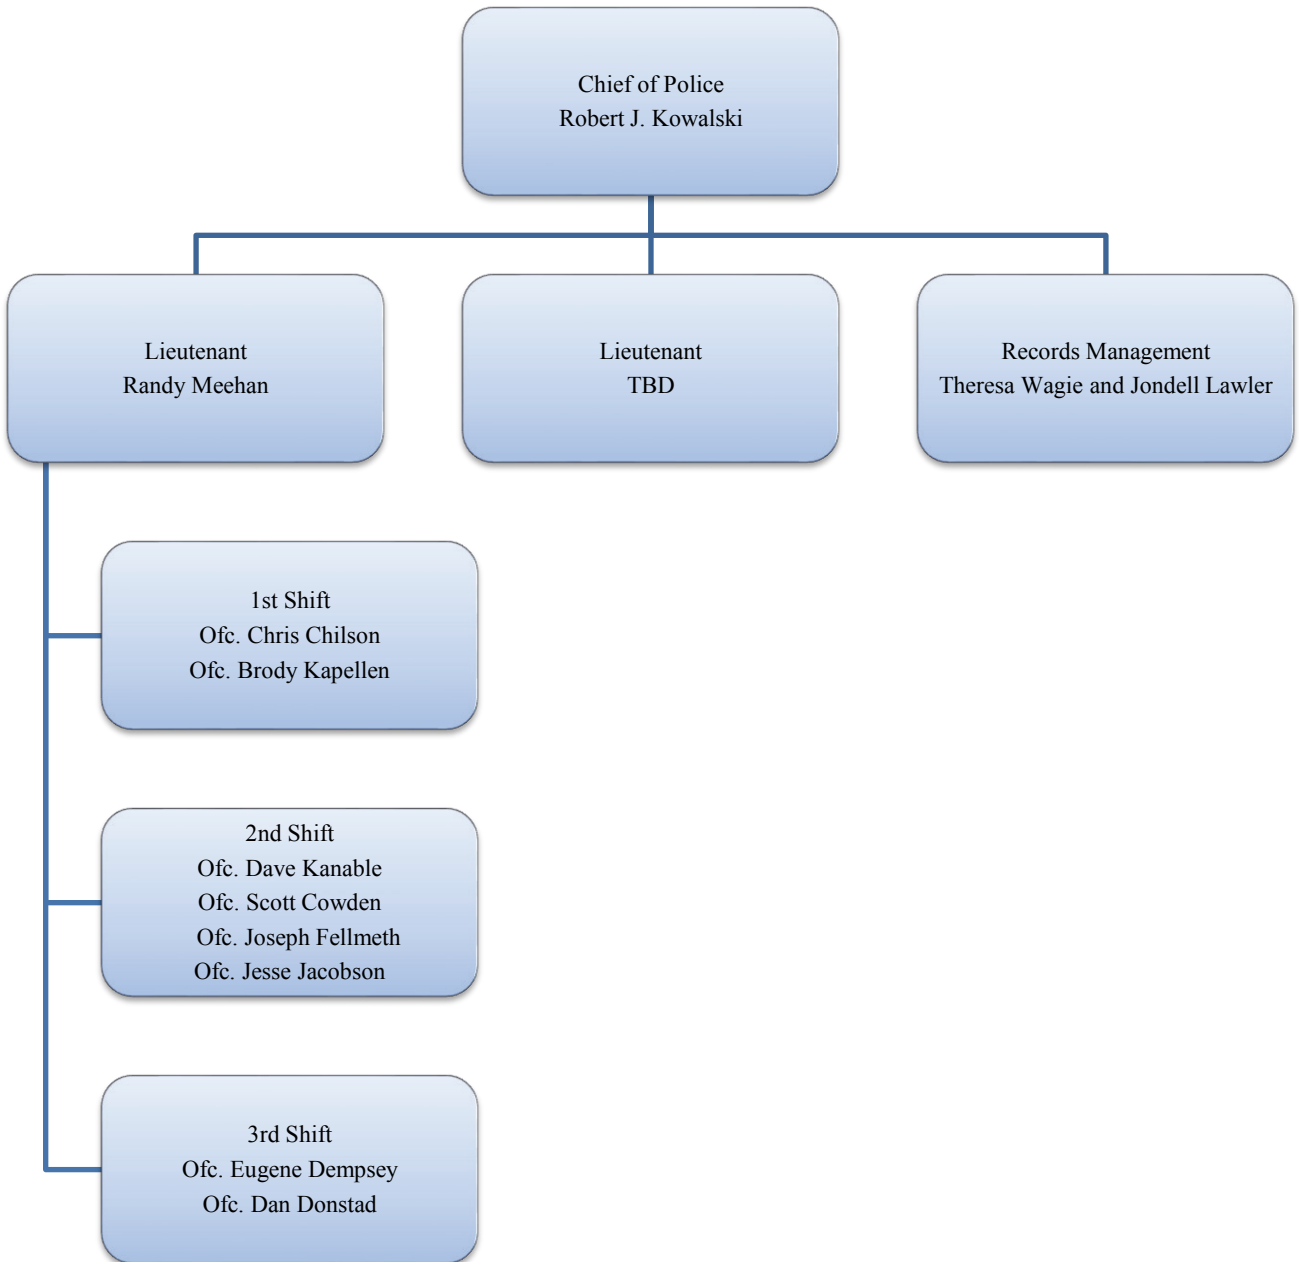 Chief of Police
Robert J. Kowalski
Lieutenant
Randy Meehan
Lieutenant
TBD
Records Management
Theresa Wagie and Jondell Lawler
1st Shift
Ofc. Chris Chilson
Ofc. Brody Kapellen
2nd Shift
Ofc. Dave Kanable
Ofc. Scott Cowden
Ofc. Joseph Fellmeth
Ofc. Jesse Jacobson
3rd Shift
Ofc. Eugene Dempsey
Ofc. Dan Donstad